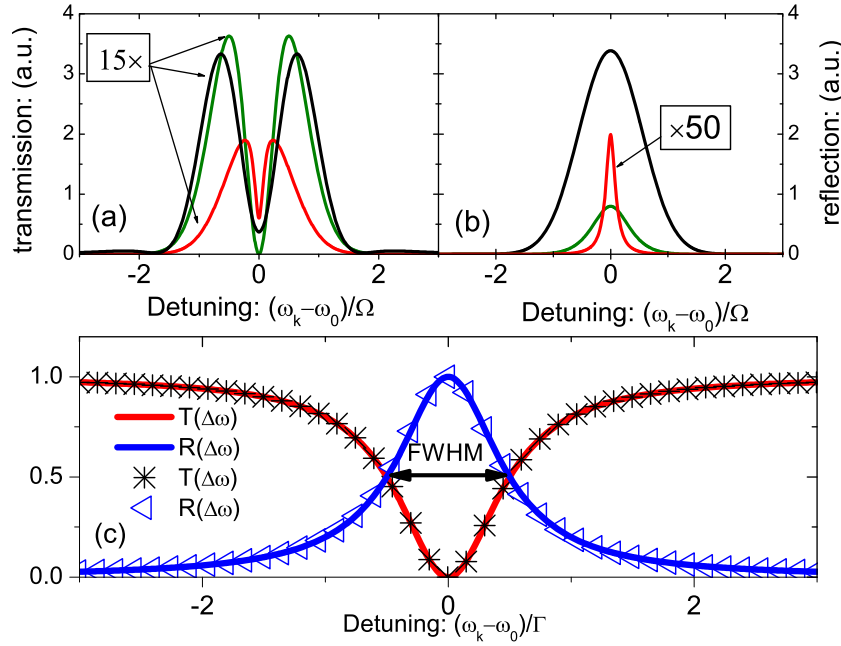 4
3
2
1
0
transmission: (a.u.)
15×
(a)
-2
0
2
Detuning: (ωk−ω0)/Ω
×50
(b)
-2
0
2
Detuning: (ωk−ω0)/Ω
4
3
2
1
0
reflection: (a.u.)
1.0
0.5
0.0
T(Δω)
R(Δω)
T(Δω)
R(Δω)
FWHM
(c)
-2
0
2
Detuning: (ωk−ω0)/Γ